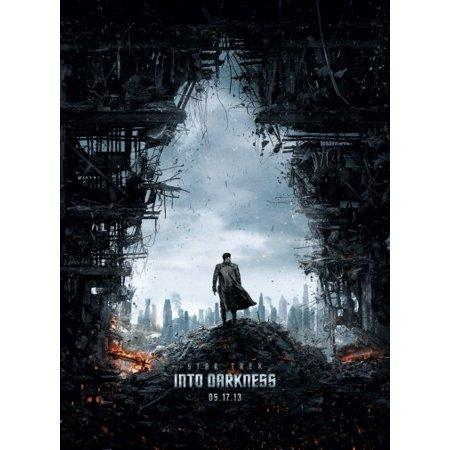 STAR TREK
INTO DARKNESS
05.17.13